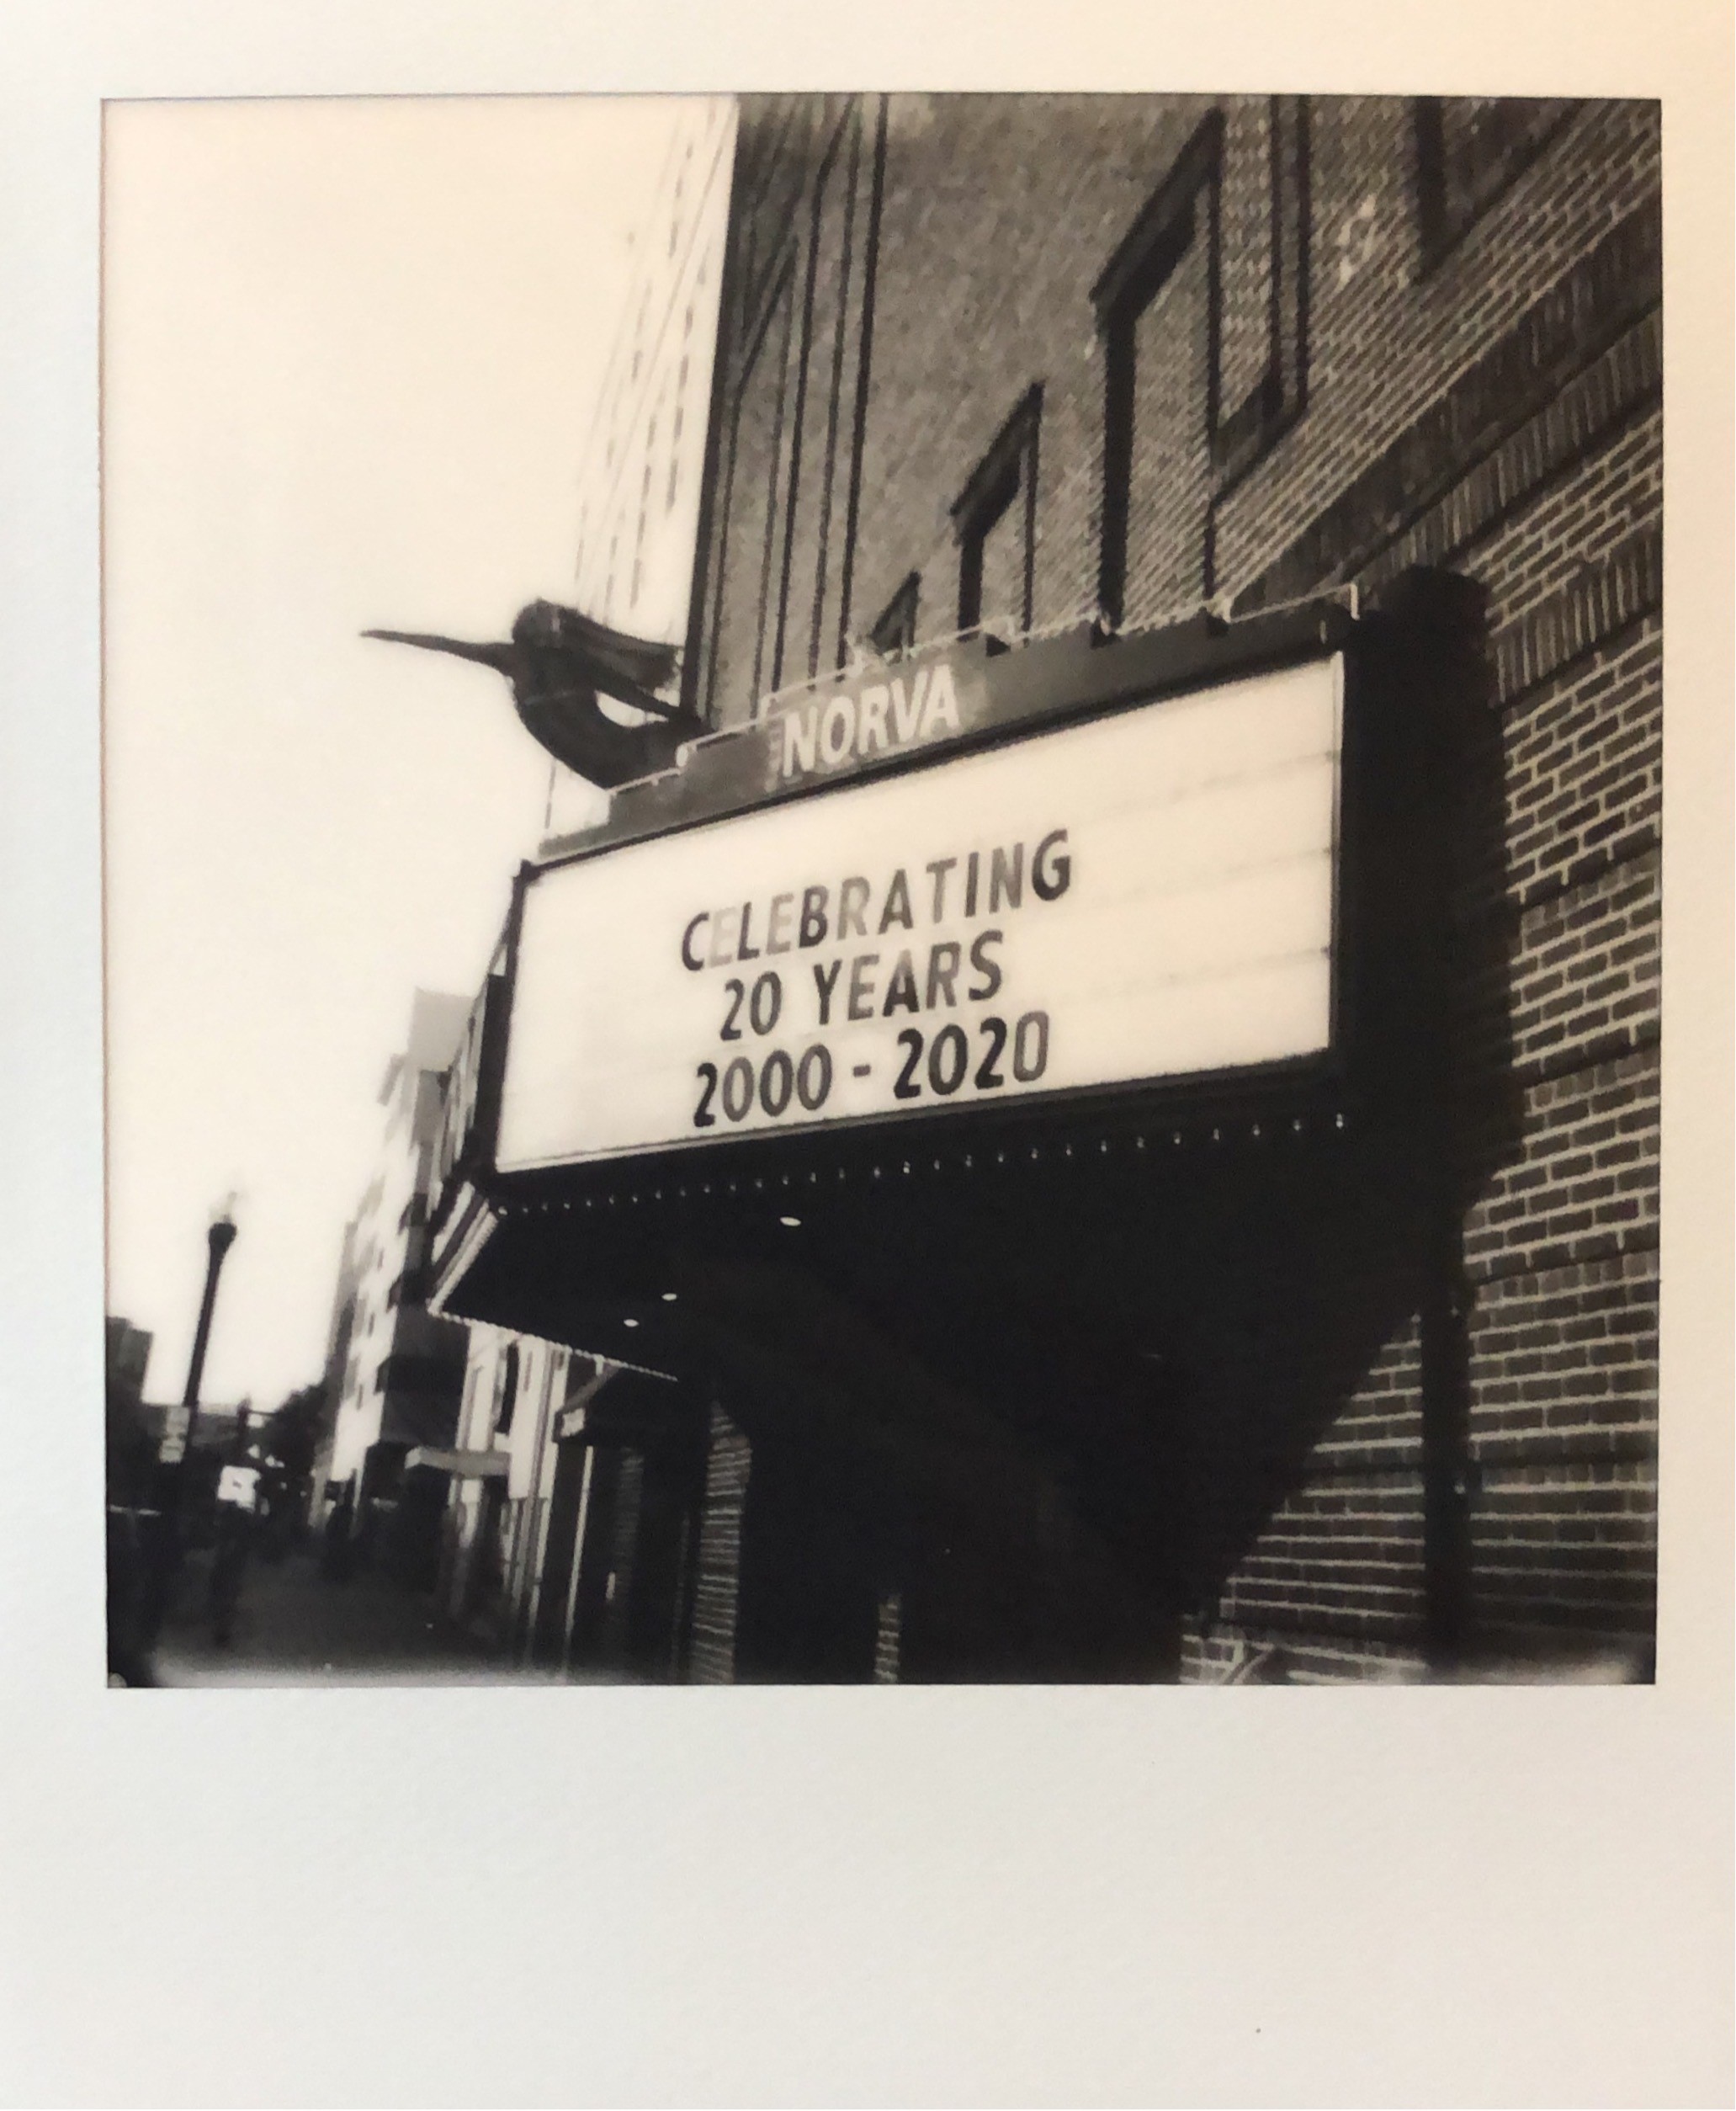 NORVA
CELEBRATING
20 YEARS
2000 - 2020